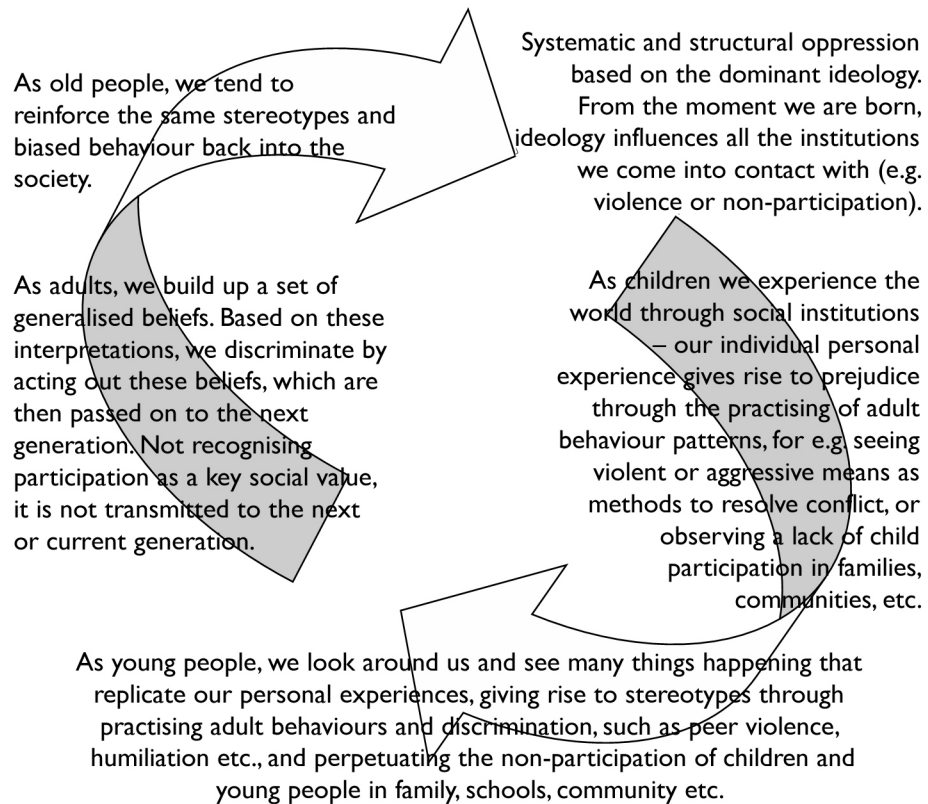 Systematic and structural oppression
based on the dominant ideology.
From the moment we are born,
ideology influences all the institutions
we come into contact with (e.g.
violence or non-participation).
As children we experience the
world through social institutions
– our individual personal
experience gives rise to prejudice
through the practising of adult
behaviour patterns, for e.g. seeing
violent or aggressive means as
methods to resolve conflict, or
observing a lack of child
participation in families,
communities, etc.
As young people, we look around us and see many things happening that
replicate our personal experiences, giving rise to stereotypes through
practising adult behaviours and discrimination, such as peer violence,
humiliation etc., and perpetuating the non-participation of children and
young people in family, schools, community etc.
As adults, we build up a set of
generalised beliefs. Based on these
interpretations, we discriminate by
acting out these beliefs, which are
then passed on to the next
generation. Not recognising
participation as a key social value,
it is not transmitted to the next
or current generation.
As old people, we tend to
reinforce the same stereotypes and
biased behaviour back into the
society.